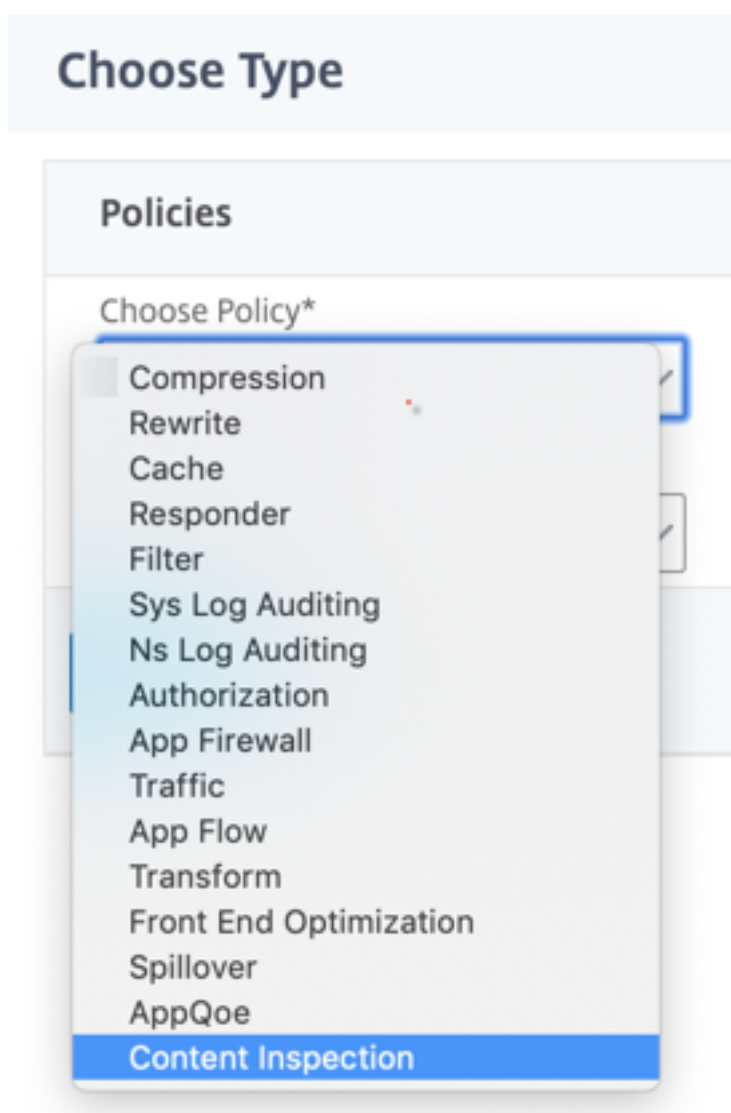 Choose Type
Policies
Choose Policy*
Compression
Rewrite
Cache
Responder
Filter
Sys Log Auditing
Ns Log Auditing
Authorization
App Firewall
Traffic
App Flow
Transform
Front End Optimization
Spillover
AppQoe
Content Inspection